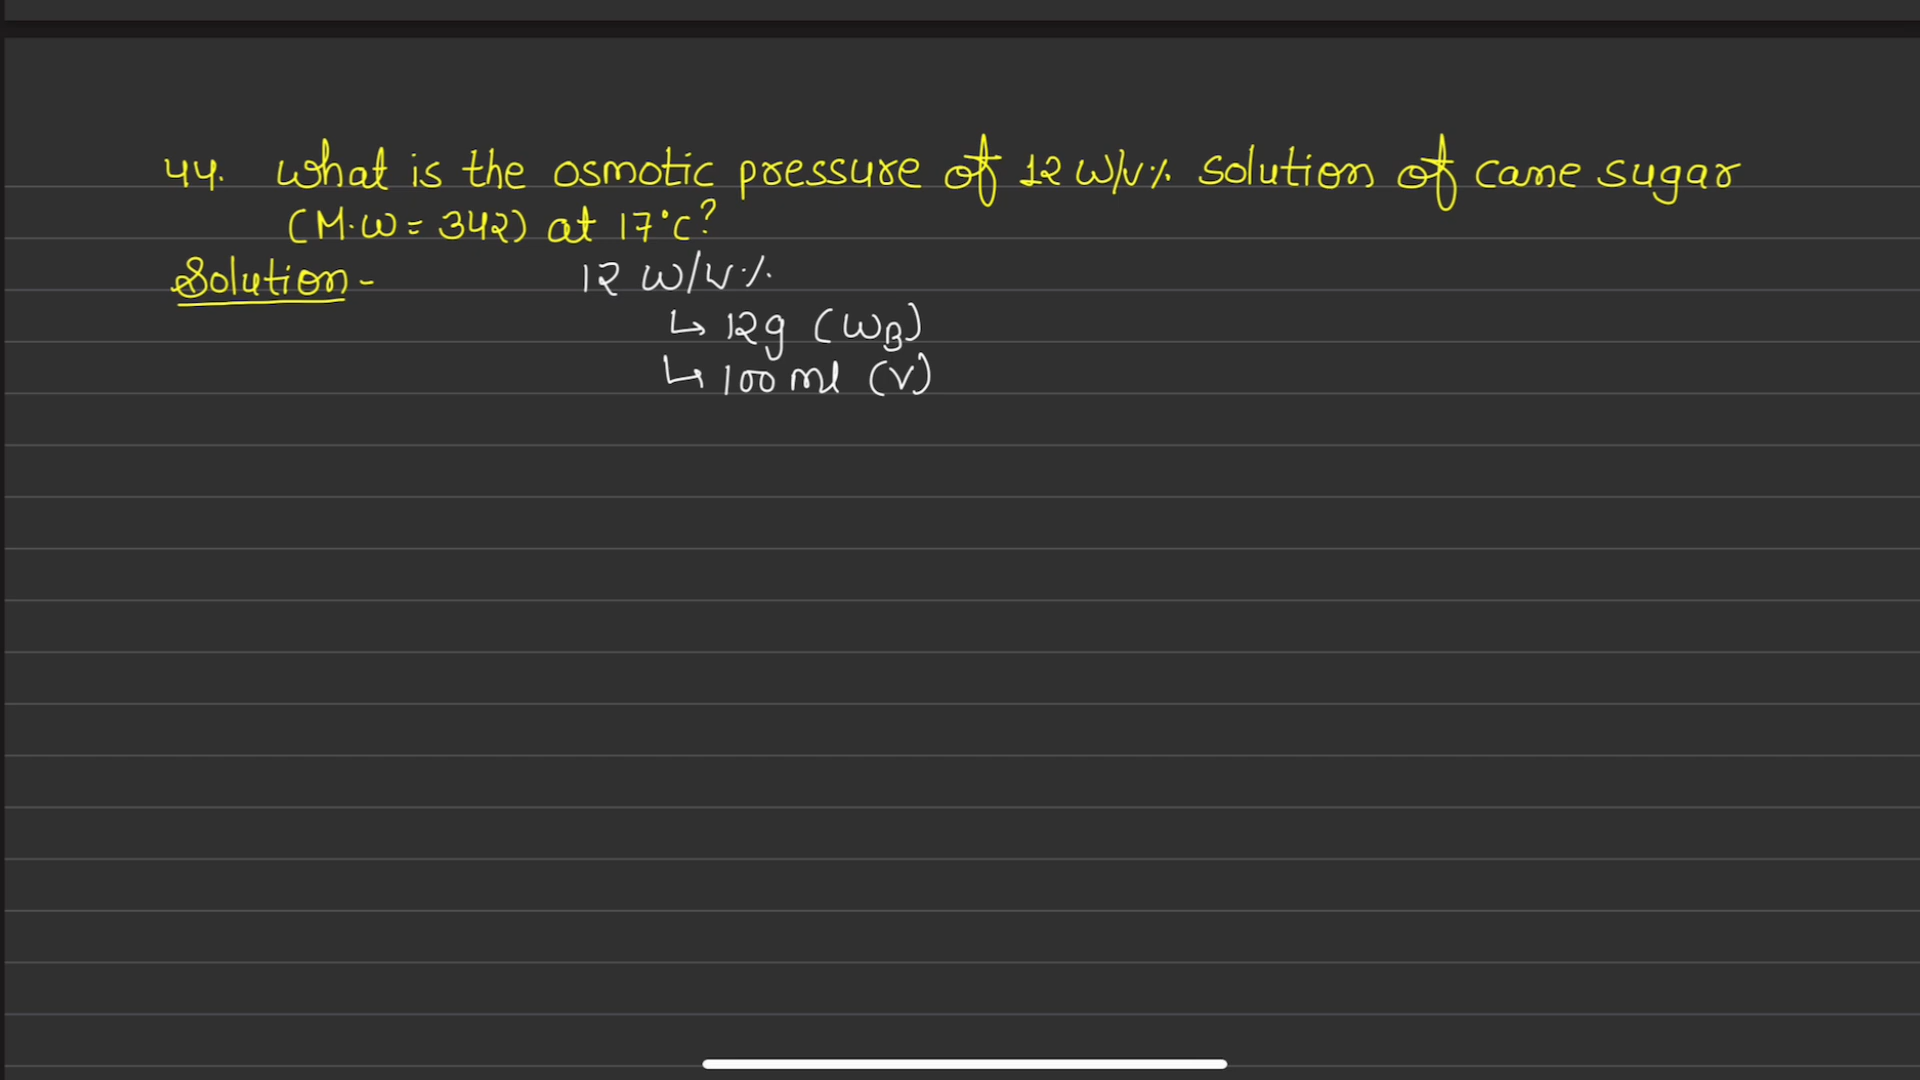 44. What is the osmotic pressure of 12 W/V% solution of cane sugar
(M.W = 342) at 17°C?
Solution -
12 W/V%
↳ 12g (WB)
↳ 100 ml (V)